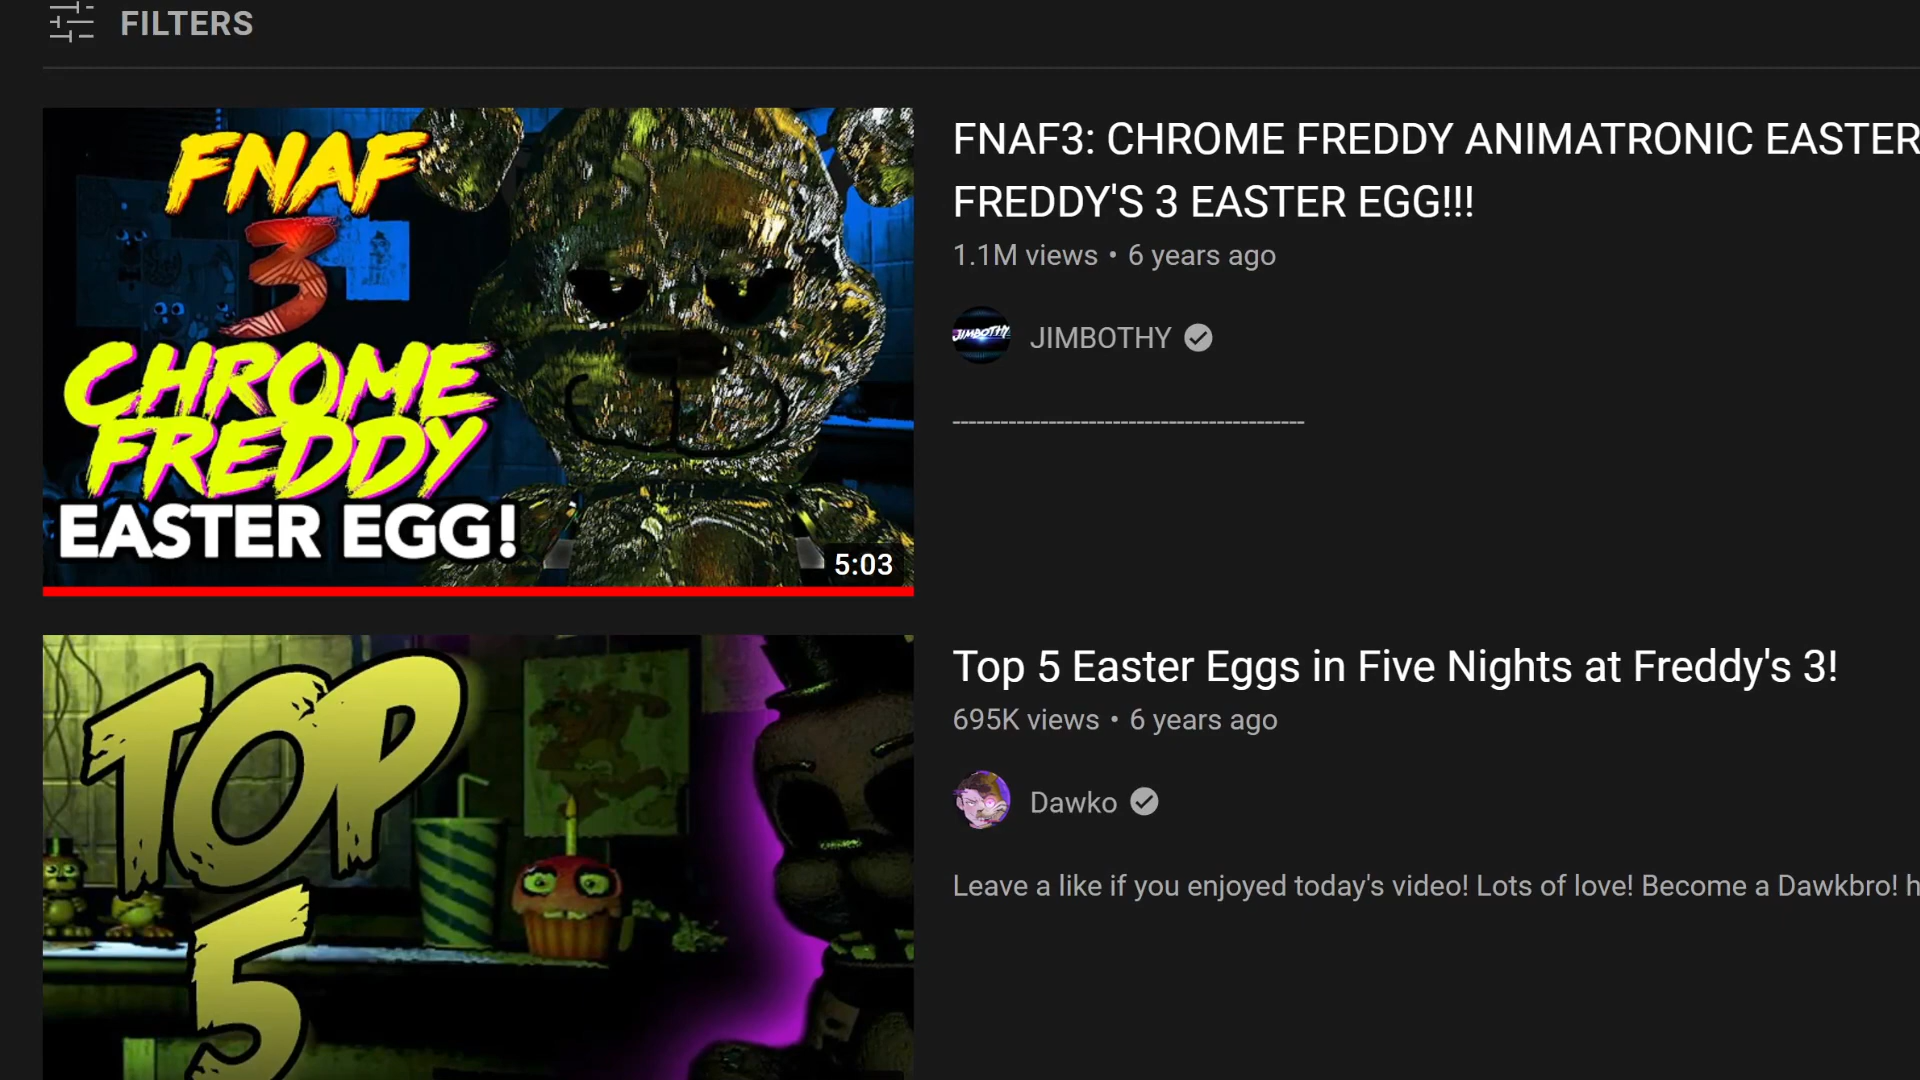 FILTERS
FNAF
3
CHROME
FREDDY
EASTER EGG!
5:03
FNAF3: CHROME FREDDY ANIMATRONIC EASTER
FREDDY'S 3 EASTER EGG!!!
1.1M views • 6 years ago
JIMBOTHY
JIMBOTHY
--------------------------------------------
TOP
5
Top 5 Easter Eggs in Five Nights at Freddy's 3!
695K views • 6 years ago
Dawko
Leave a like if you enjoyed today's video! Lots of love! Become a Dawkbro! h